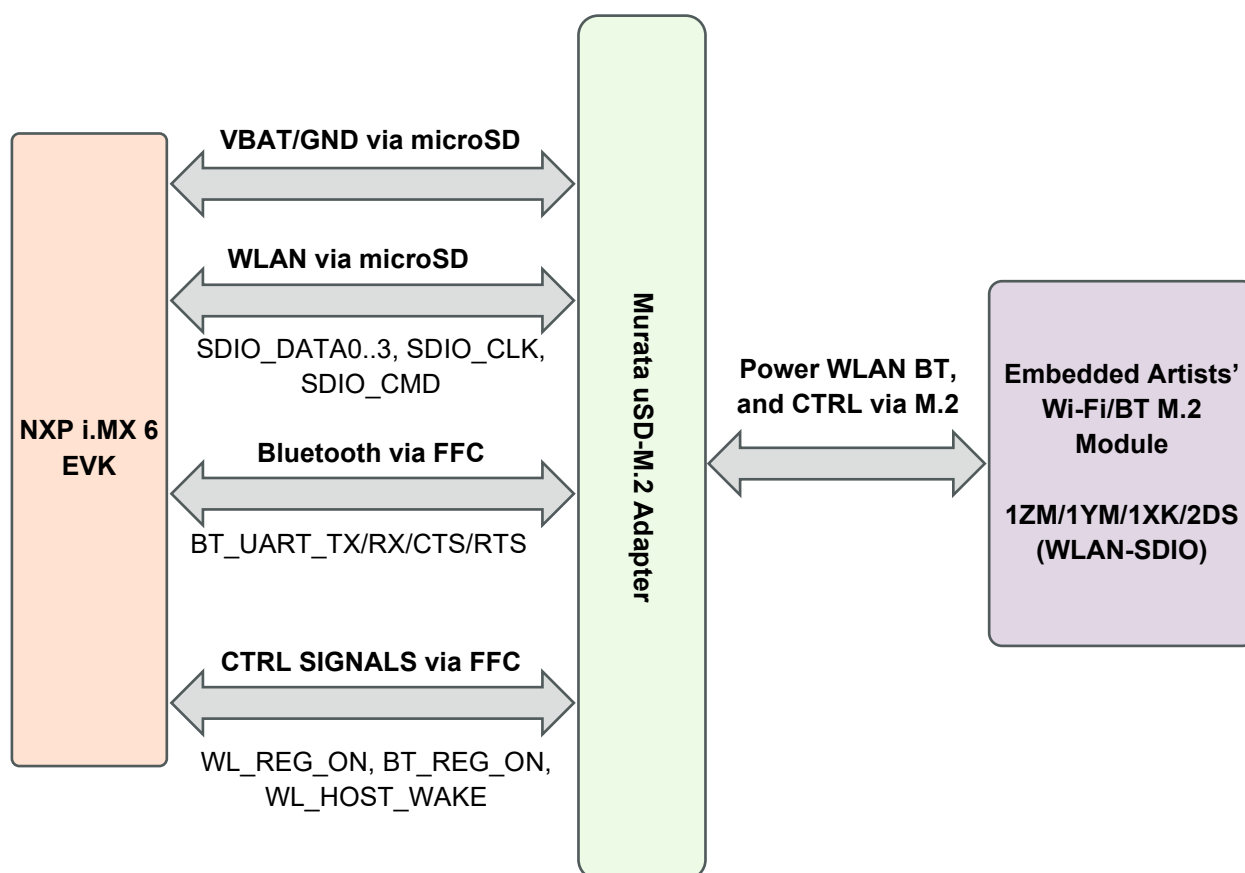 VBAT/GND via microSD
WLAN via microSD
SDIO_DATA0..3, SDIO_CLK,
SDIO_CMD
NXP i.MX 6
EVK
Bluetooth via FFC
BT_UART_TX/RX/CTS/RTS
CTRL SIGNALS via FFC
WL_REG_ON, BT_REG_ON,
WL_HOST_WAKE
Murata uSD-M.2 Adapter
Power WLAN BT,
and CTRL via M.2
Embedded Artists’
Wi-Fi/BT M.2
Module
1ZM/1YM/1XK/2DS
(WLAN-SDIO)